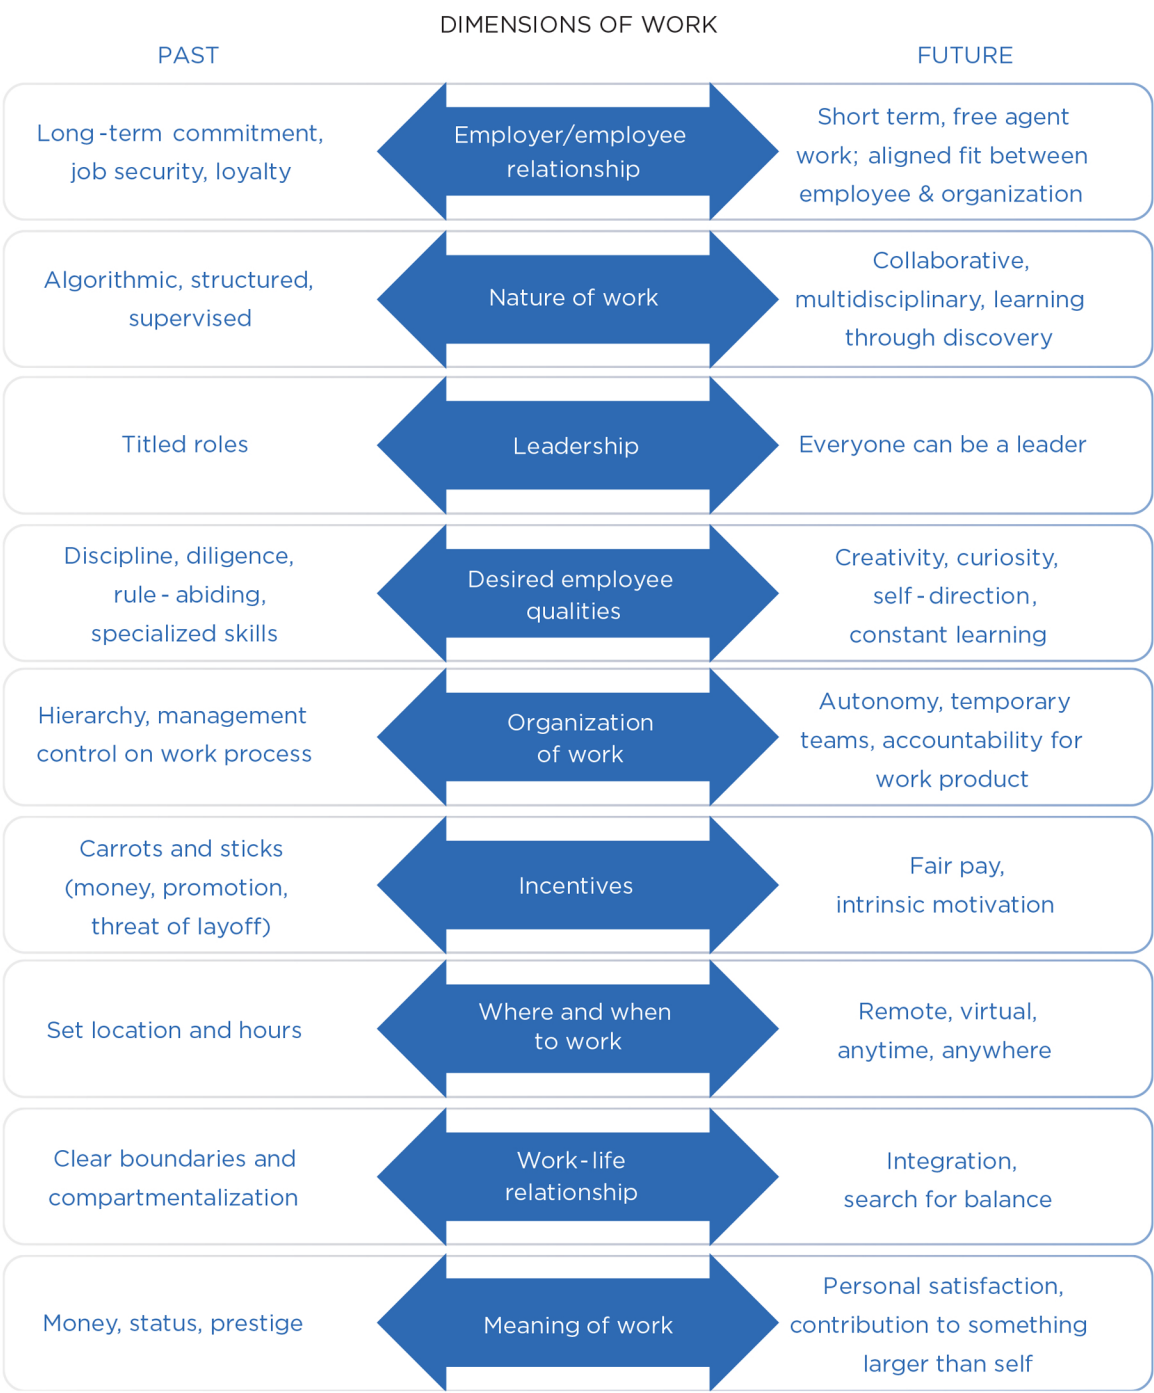 DIMENSIONS OF WORK
PAST
FUTURE
Long-term commitment,
job security, loyalty
Employer/employee
relationship
Short term, free agent
work; aligned fit between
employee & organization
Algorithmic, structured,
supervised
Nature of work
Collaborative,
multidisciplinary, learning
through discovery
Titled roles
Leadership
Everyone can be a leader
Discipline, diligence,
rule-abiding,
specialized skills
Desired employee
qualities
Creativity, curiosity,
self-direction,
constant learning
Hierarchy, management
control on work process
Organization
of work
Autonomy, temporary
teams, accountability for
work product
Carrots and sticks
(money, promotion,
threat of layoff)
Incentives
Fair pay,
intrinsic motivation
Set location and hours
Where and when
to work
Remote, virtual,
anytime, anywhere
Clear boundaries and
compartmentalization
Work-life
relationship
Integration,
search for balance
Money, status, prestige
Meaning of work
Personal satisfaction,
contribution to something
larger than self